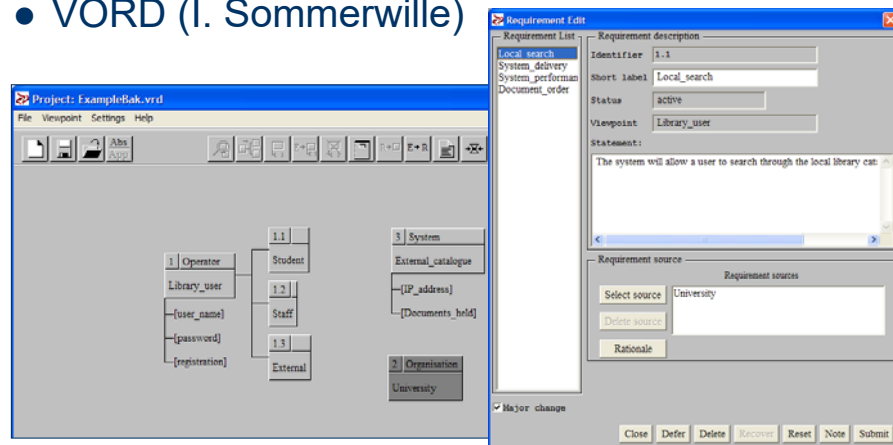 ● VORD (I. Sommerwille)
Project: ExampleBak.vrd
File Viewpoint Settings Help
Abs
App
E+R
1 Operator
Library_user
[user_name]
[password]
[registration]
1.1
Student
1.2
Staff
1.3
External
3 System
External_catalogue
[IP_address]
[Documents_held]
2 Organisation
University
Requirement Edit
Requirement List
Local_search
System_delivery
System_performan
Document_order
Requirement description
Identifier 1.1
Short label Local_search
Status active
Viewpoint Library_user
Statement:
The system will allow a user to search through the local library cat
Requirement source
Requirement sources
Select source University
Delete source
Rationale
Major change
Close Defer Delete Recover Reset Note Submit